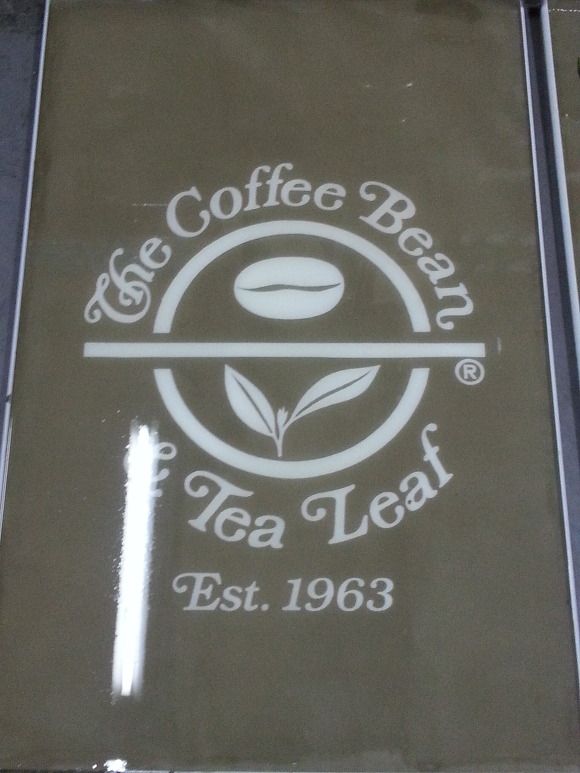 The Coffee Bean
®
& Tea Leaf
Est. 1963